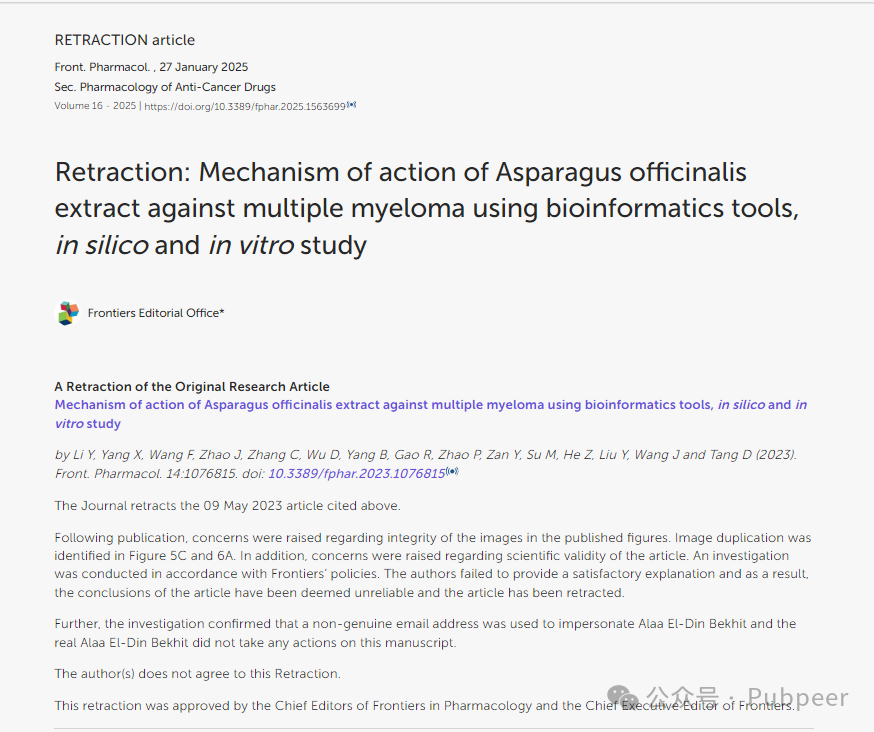 RETRACTION article
Front. Pharmacol. , 27 January 2025
Sec. Pharmacology of Anti-Cancer Drugs
Volume 16 - 2025 | https://doi.org/10.3389/fphar.2025.1563699
Retraction: Mechanism of action of Asparagus officinalis
extract against multiple myeloma using bioinformatics tools,
in silico and in vitro study
Frontiers Editorial Office*
A Retraction of the Original Research Article
Mechanism of action of Asparagus officinalis extract against multiple myeloma using bioinformatics tools, in silico and in
vitro study
by Li Y, Yang X, Wang F, Zhao J, Zhang C, Wu D, Yang B, Gao R, Zhao P, Zan Y, Su M, He Z, Liu Y, Wang J and Tang D (2023).
Front. Pharmacol. 14:1076815. doi: 10.3389/fphar.2023.1076815
The Journal retracts the 09 May 2023 article cited above.
Following publication, concerns were raised regarding integrity of the images in the published figures. Image duplication was
identified in Figure 5C and 6A. In addition, concerns were raised regarding scientific validity of the article. An investigation
was conducted in accordance with Frontiers' policies. The authors failed to provide a satisfactory explanation and as a result,
the conclusions of the article have been deemed unreliable and the article has been retracted.
Further, the investigation confirmed that a non-genuine email address was used to impersonate Alaa El-Din Bekhit and the
real Alaa El-Din Bekhit did not take any actions on this manuscript.
The author(s) does not agree to this Retraction.
This retraction was approved by the Chief Editors of Frontiers in Pharmacology and the Chief Executive Editor of Frontiers.
公众号 · Pubpeer